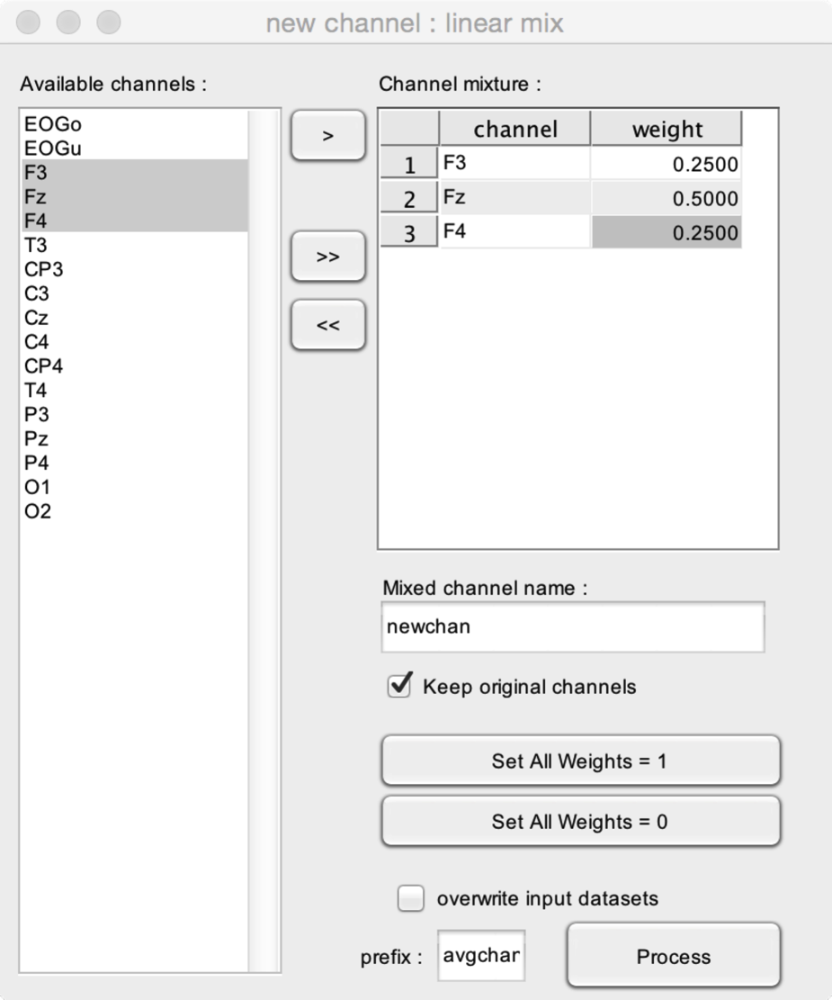 new channel : linear mix
Available channels :
EOGo
EOGu
F3
Fz
F4
T3
CP3
C3
Cz
C4
CP4
T4
P3
Pz
P4
O1
O2
>
>>
<<
Channel mixture :
channel weight
1 F3 0.2500
2 Fz 0.5000
3 F4 0.2500
Mixed channel name :
newchan
Keep original channels
Set All Weights = 1
Set All Weights = 0
overwrite input datasets
prefix : avgchan Process